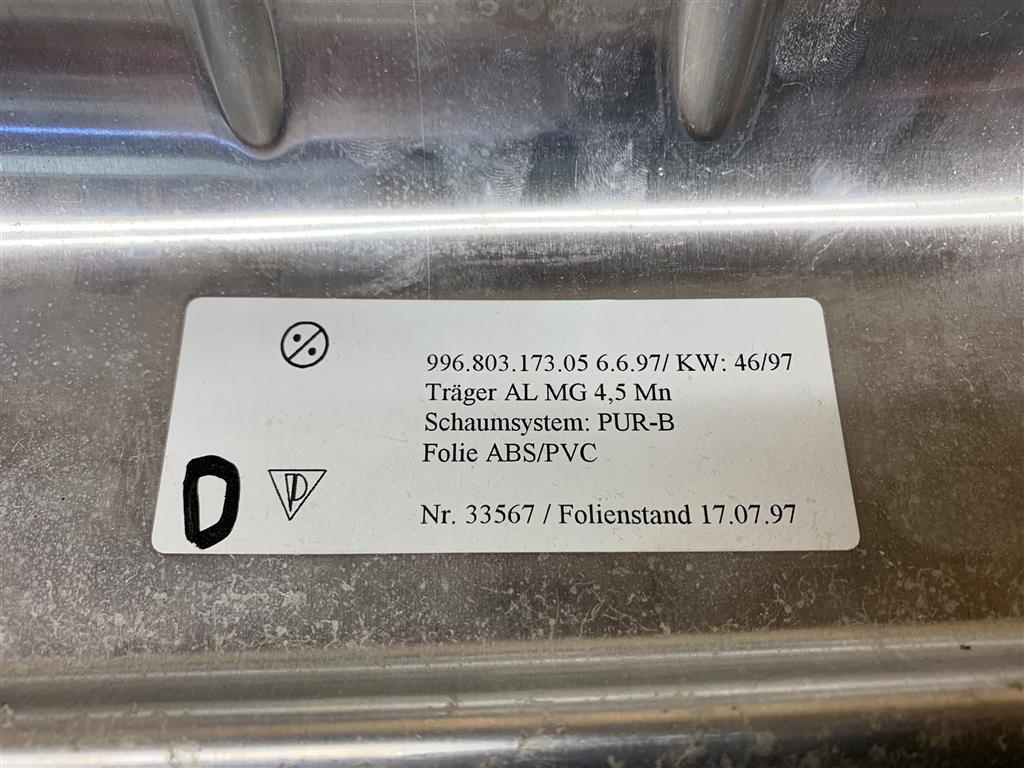 996.803.173.05 6.6.97/ KW: 46/97
Träger AL MG 4,5 Mn
Schaumsystem: PUR-B
Folie ABS/PVC
D
Nr. 33567 / Folienstand 17.07.97